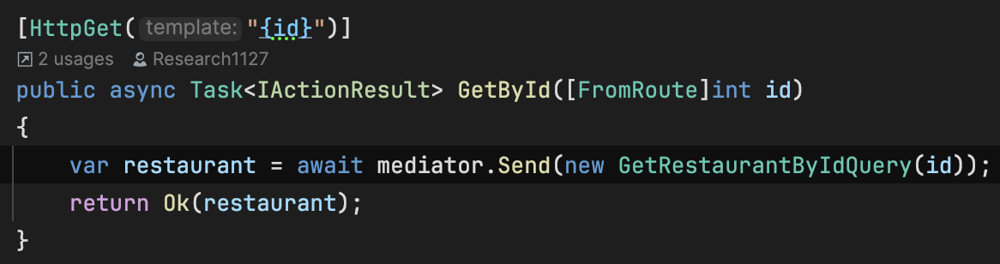 [HttpGet( template: "{id}")]
2 usages Research1127
public async Task<IActionResult> GetById([FromRoute]int id)
{
    var restaurant = await mediator.Send(new GetRestaurantByIdQuery(id));
    return Ok(restaurant);
}